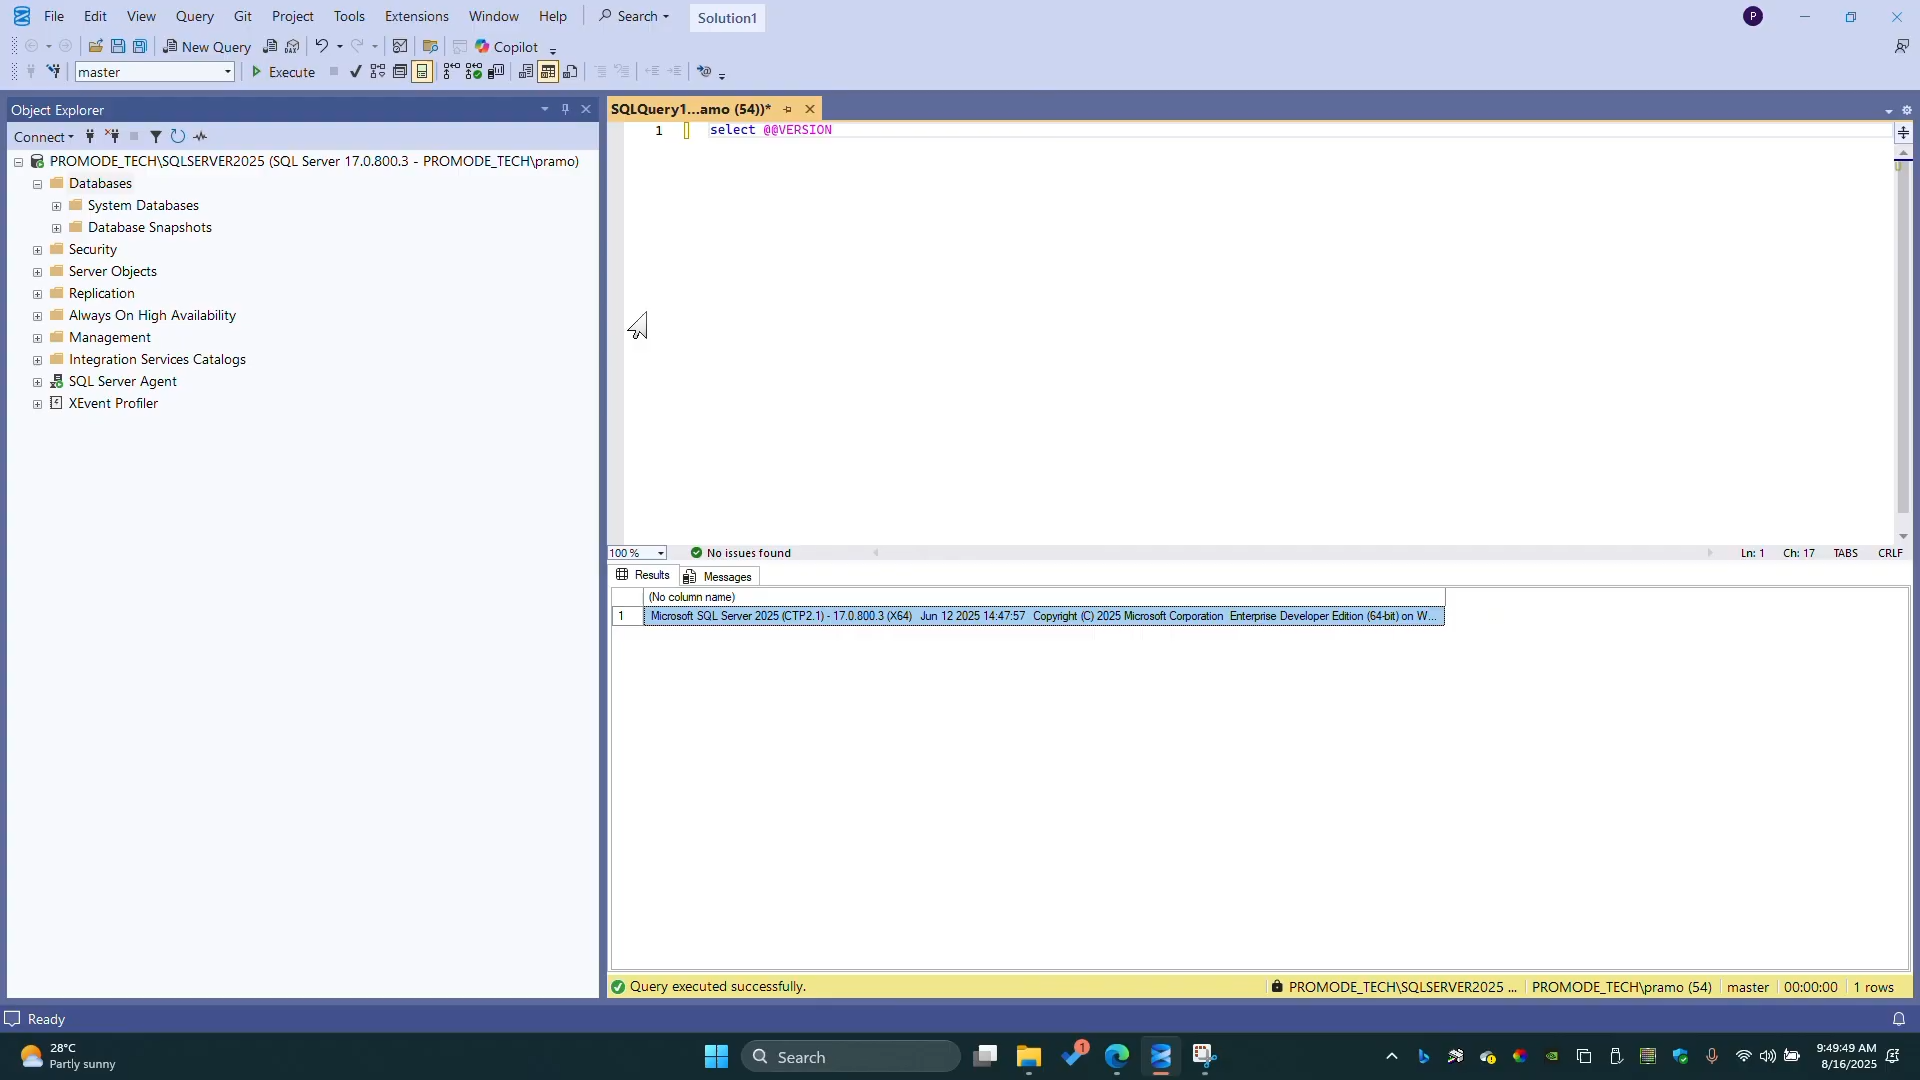 File Edit View Query Git Project Tools Extensions Window Help Search Solution1 P
New Query DAX Copilot
master Execute
Object Explorer
SQLQuery1...amo (54))*
Connect
1 select @@VERSION
PROMODE_TECH\SQLSERVER2025 (SQL Server 17.0.800.3 - PROMODE_TECH\pramo)
Databases
System Databases
Database Snapshots
Security
Server Objects
Replication
Always On High Availability
Management
Integration Services Catalogs
SQL Server Agent
XEvent Profiler
100 % No issues found Ln: 1 Ch: 17 TABS CRLF
Results Messages
(No column name)
1 Microsoft SQL Server 2025 (CTP2.1) - 17.0.800.3 (X64) Jun 12 2025 14:47:57 Copyright (C) 2025 Microsoft Corporation Enterprise Developer Edition (64-bit) on W...
Query executed successfully. PROMODE_TECH\SQLSERVER2025 ... PROMODE_TECH\pramo (54) master 00:00:00 1 rows
Ready
28°C
Partly sunny
Search
1
9:49:49 AM
8/16/2025